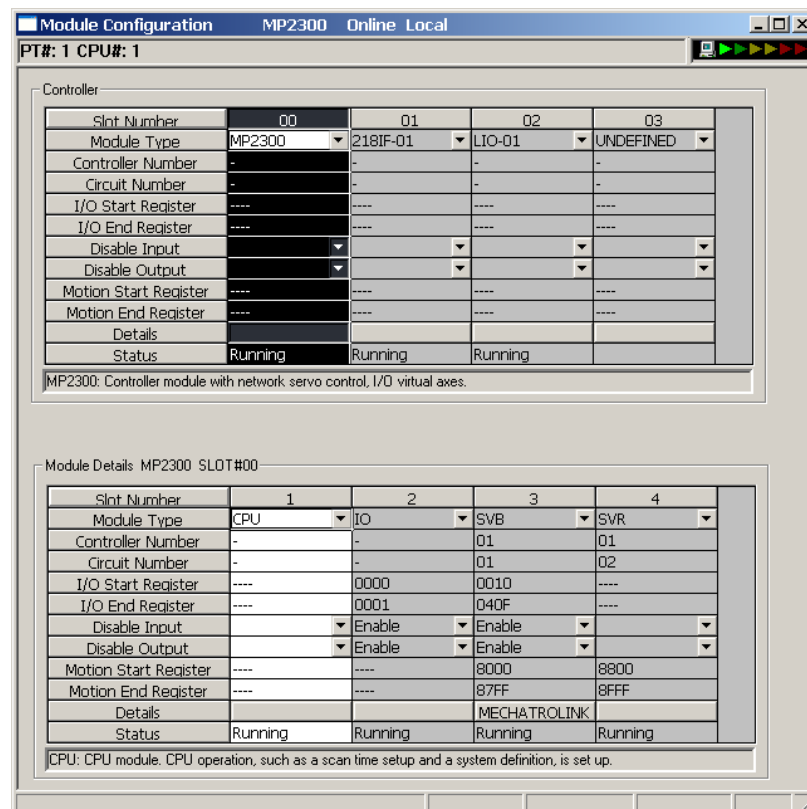 Module Configuration MP2300 Online Local
PT#: 1 CPU#: 1
Controller
Slot Number 00 01 02 03
Module Type MP2300 218IF-01 LIO-01 UNDEFINED
Controller Number - - - -
Circuit Number - - - -
I/O Start Register ---- ---- ---- ----
I/O End Register ---- ---- ---- ----
Disable Input
Disable Output
Motion Start Register ---- ---- ---- ----
Motion End Register ---- ---- ---- ----
Details
Status Running Running Running
MP2300: Controller module with network servo control, I/O virtual axes.
Module Details MP2300 SLOT#00
Slot Number 1 2 3 4
Module Type CPU IO SVB SVR
Controller Number - - 01 01
Circuit Number - - 01 02
I/O Start Register ---- 0000 0010 ----
I/O End Register ---- 0001 040F ----
Disable Input Enable Enable
Disable Output Enable Enable
Motion Start Register ---- ---- 8000 8800
Motion End Register ---- ---- 87FF 8FFF
Details MECHATROLINK
Status Running Running Running Running
CPU: CPU module. CPU operation, such as a scan time setup and a system definition, is set up.